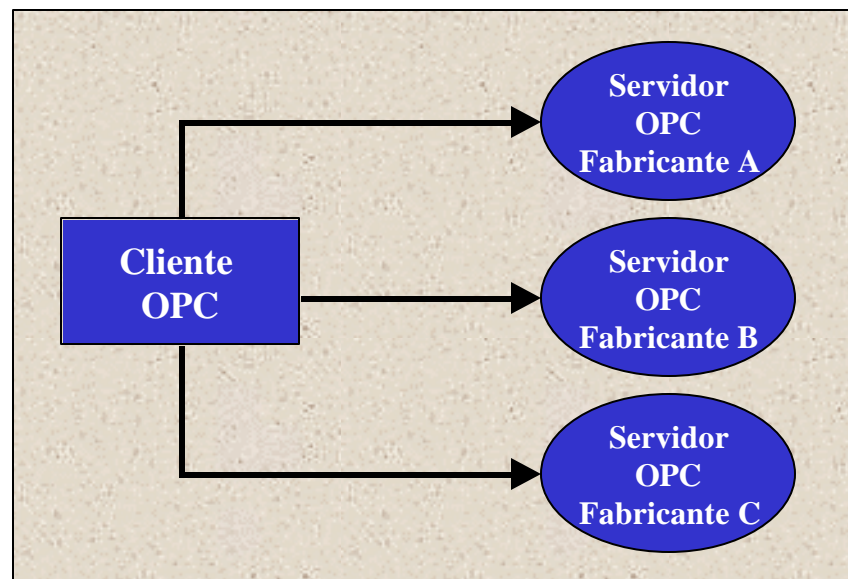 Servidor
OPC
Fabricante A
Cliente
OPC
Servidor
OPC
Fabricante B
Servidor
OPC
Fabricante C